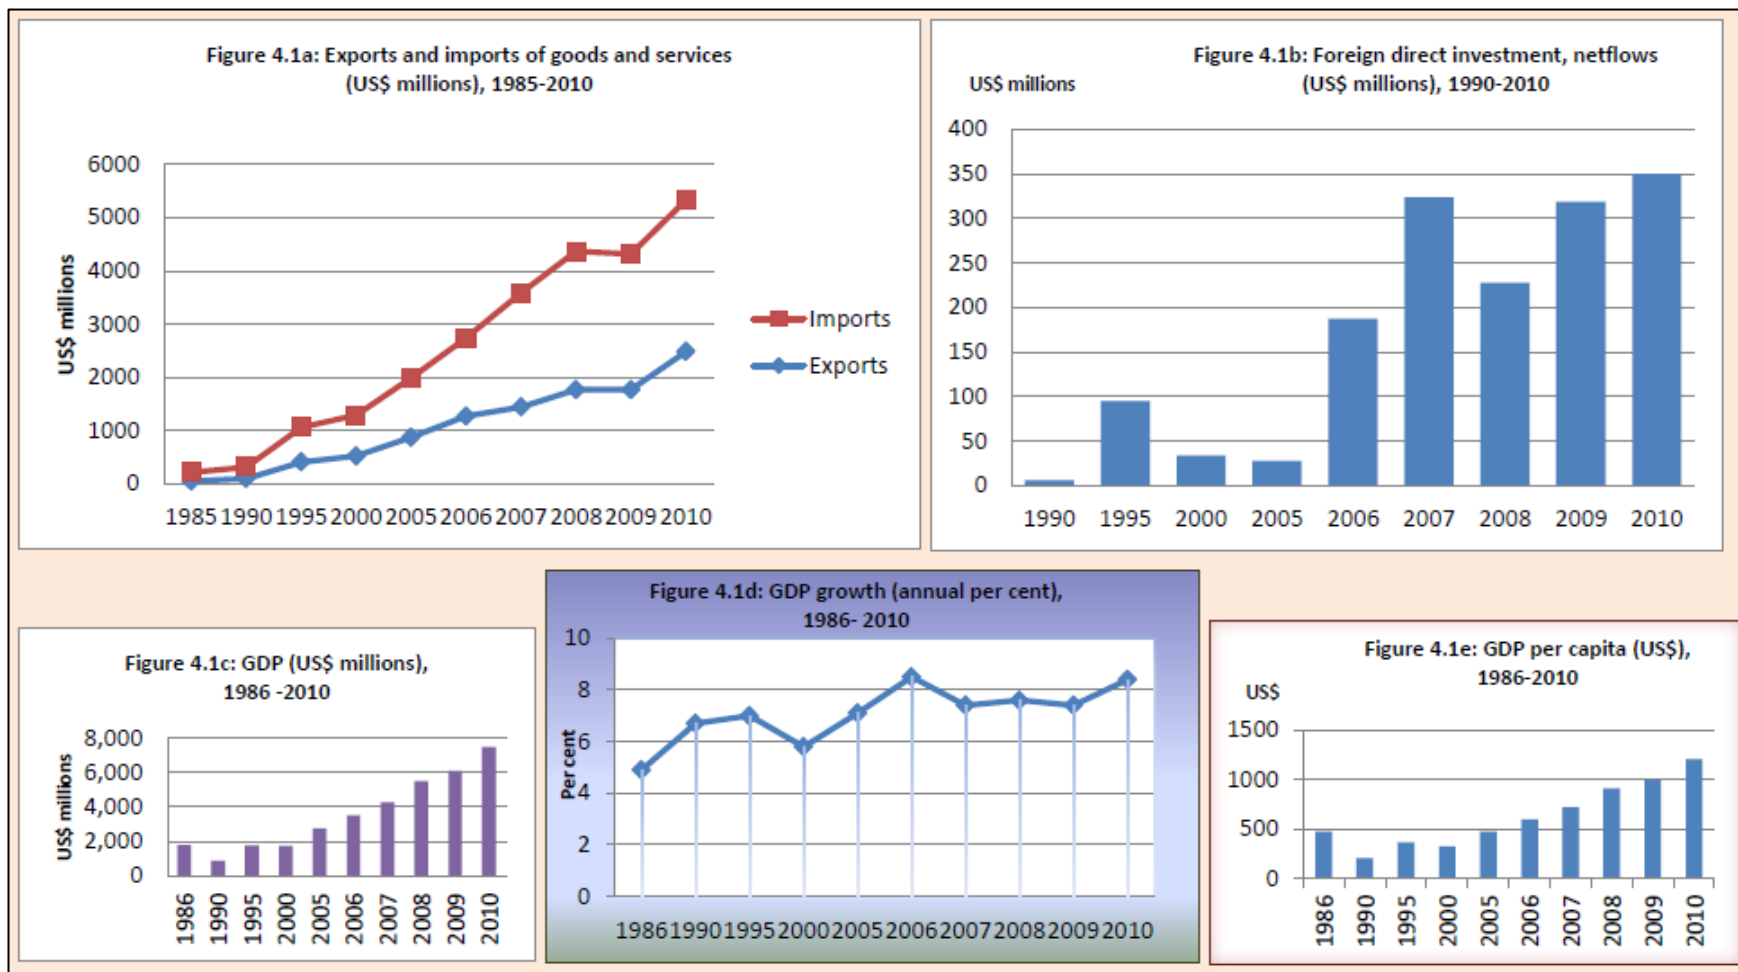 Figure 4.1a: Exports and imports of goods and services
(US$ millions), 1985-2010
US$ millions
6000
5000
4000
3000
2000
1000
0
1985 1990 1995 2000 2005 2006 2007 2008 2009 2010
Imports
Exports
Figure 4.1b: Foreign direct investment, netflows
(US$ millions), 1990-2010
US$ millions
400
350
300
250
200
150
100
50
0
1990 1995 2000 2005 2006 2007 2008 2009 2010
Figure 4.1c: GDP (US$ millions),
1986 -2010
US$ millions
8,000
6,000
4,000
2,000
0
1986 1990 1995 2000 2005 2006 2007 2008 2009 2010
Figure 4.1d: GDP growth (annual per cent),
1986- 2010
Per cent
10
8
6
4
2
0
1986 1990 1995 2000 2005 2006 2007 2008 2009 2010
Figure 4.1e: GDP per capita (US$),
1986-2010
US$
1500
1000
500
0
1986 1990 1995 2000 2005 2006 2007 2008 2009 2010